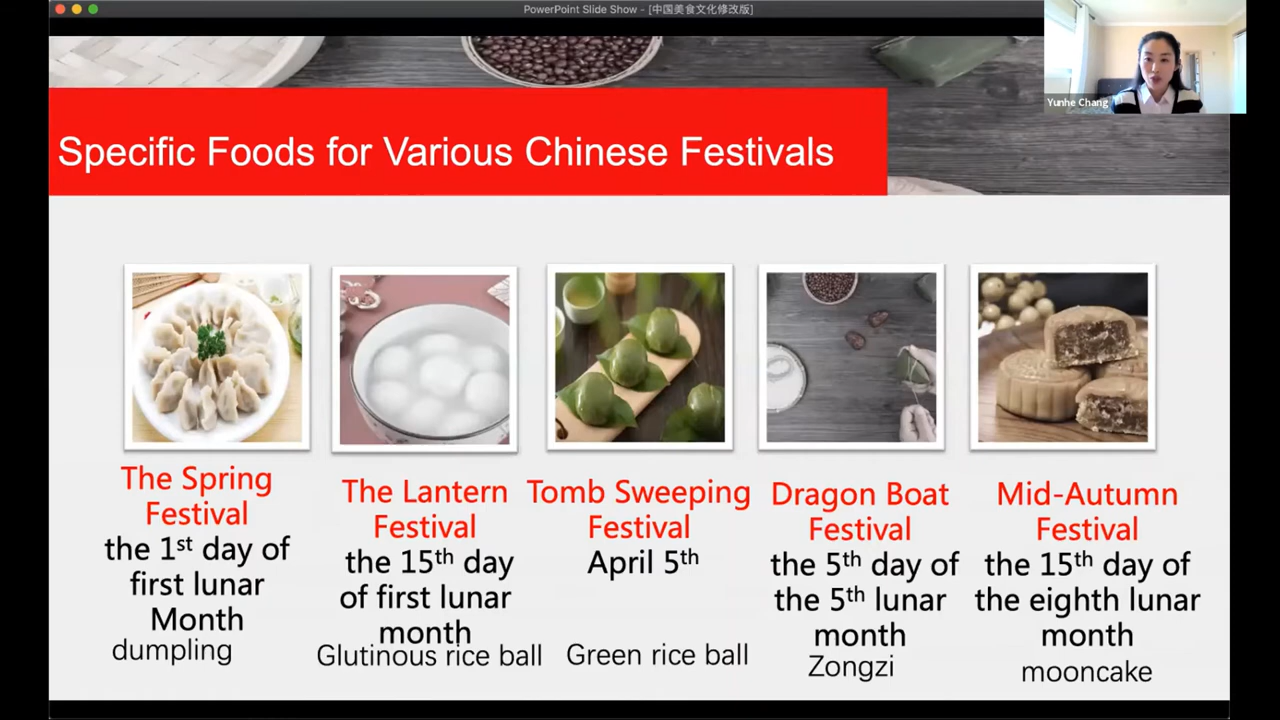 PowerPoint Slide Show - [中国美食文化修改版]
Yunhe Chang
Specific Foods for Various Chinese Festivals
The Spring
Festival
the 1st day of
first lunar
Month
dumpling
The Lantern
Festival
the 15th day
of first lunar
month
Glutinous rice ball
Tomb Sweeping
Festival
April 5th
Green rice ball
Dragon Boat
Festival
the 5th day of
the 5th lunar
month
Zongzi
Mid-Autumn
Festival
the 15th day of
the eighth lunar
month
mooncake